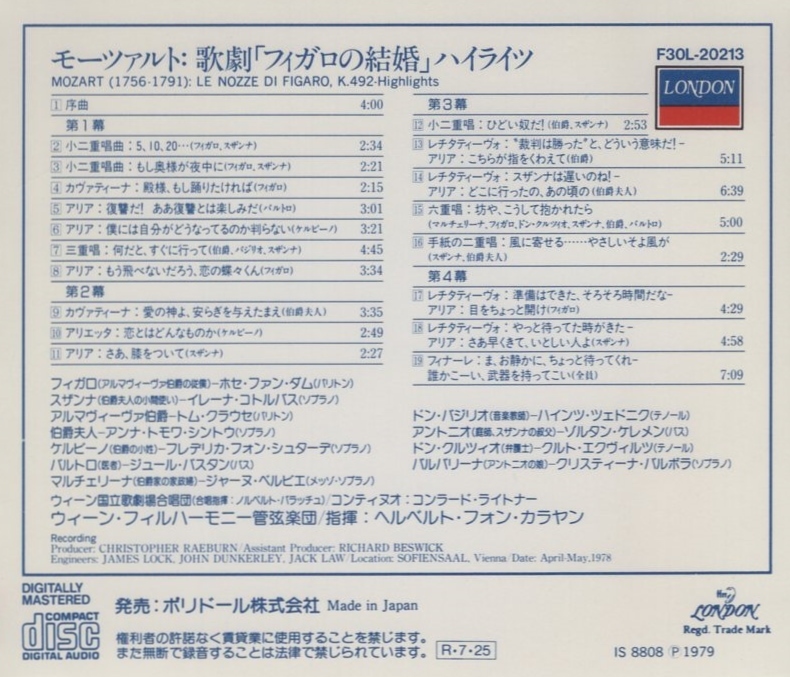 モーツァルト: 歌劇「フィガロの結婚」ハイライツ
MOZART (1756-1791): LE NOZZE DI FIGARO, K.492-Highlights
F30L-20213
LONDON
1 序曲 4:00
第1幕
2 小二重唱曲：5、10、20…(フィガロ、スザンナ) 2:34
3 小二重唱曲：もし奥様が夜中に(フィガロ、スザンナ) 2:21
4 カヴァティーナ：殿様、もし踊りたければ(フィガロ) 2:15
5 アリア：復讐だ！ ああ復讐とは楽しみだ(バルトロ) 3:01
6 アリア：僕には自分がどうなってるのか判らない(ケルビーノ) 3:21
7 三重唱：何だと、すぐに行って(伯爵、バジリオ、スザンナ) 4:45
8 アリア：もう飛べないだろう、恋の蝶々くん(フィガロ) 3:34
第2幕
9 カヴァティーナ：愛の神よ、安らぎを与えたまえ(伯爵夫人) 3:35
10 アリエッタ：恋とはどんなものか(ケルビーノ) 2:49
11 アリア：さあ、膝をついて(スザンナ) 2:27
第3幕
12 小二重唱：ひどい奴だ！(伯爵、スザンナ) 2:53
13 レチタティーヴォ：“裁判は勝った”と、どういう意味だ！-
アリア：こちらが指をくわえて(伯爵) 5:11
14 レチタティーヴォ：スザンナは遅いのね！-
アリア：どこに行ったの、あの頃の(伯爵夫人) 6:39
15 六重唱：坊や、こうして抱かれたら
(マルチェリーナ、フィガロ、ドン・クルツィオ、スザンナ、伯爵、バルトロ) 5:00
16 手紙の二重唱：風に寄せる……やさしいそよ風が
(スザンナ、伯爵夫人) 2:29
第4幕
17 レチタティーヴォ：準備はできた、そろそろ時間だな-
アリア：目をちょっと開け(フィガロ) 4:29
18 レチタティーヴォ：やっと待ってた時がきた-
アリア：さあ早くきて、いとしい人よ(スザンナ) 4:58
19 フィナーレ：ま、お静かに、ちょっと待ってくれ-
誰かこーい、武器を持ってこい(全員) 7:09
フィガロ(アルマヴィーヴァ伯爵の従僕)-ホセ・ファン・ダム(バリトン)
スザンナ(伯爵夫人の小間使い)-イレーナ・コトルバス(ソプラノ)
アルマヴィーヴァ伯爵-トム・クラウセ(バリトン)
伯爵夫人-アンナ・トモワ・シントウ(ソプラノ)
ケルビーノ(伯爵の小姓)-フレデリカ・フォン・シュターデ(ソプラノ)
バルトロ(医者)-ジュール・バスタン(バス)
マルチェリーナ(伯爵家の家政婦)-ジャーヌ・ベルビエ(メッゾ・ソプラノ)
ドン・バジリオ(音楽教師)-ハインツ・ツェドニク(テノール)
アントニオ(庭師、スザンナの叔父)-ゾルタン・ケレメン(バス)
ドン・クルツィオ(弁護士)-クルト・エクヴィルツ(テノール)
バルバリーナ(アントニオの娘)-クリスティーナ・バルボラ(ソプラノ)
ウィーン国立歌劇場合唱団(合唱指揮：ノルベルト・バラッチュ)/コンティヌオ：コンラード・ライトナー
ウィーン・フィルハーモニー管弦楽団/指揮：ヘルベルト・フォン・カラヤン
Recording
Producer: CHRISTOPHER RAEBURN/Assistant Producer: RICHARD BESWICK
Engineers: JAMES LOCK, JOHN DUNKERLEY, JACK LAW/Location: SOFIENSAAL, Vienna/Date: April-May,1978
DIGITALLY
MASTERED
COMPACT
disc
DIGITAL AUDIO
発売：ポリドール株式会社 Made in Japan
権利者の許諾なく賃貸業に使用することを禁じます。
また無断で録音することは法律で禁じられています。
R・7・25
LONDON
Regd. Trade Mark
IS 8808 Ⓟ 1979